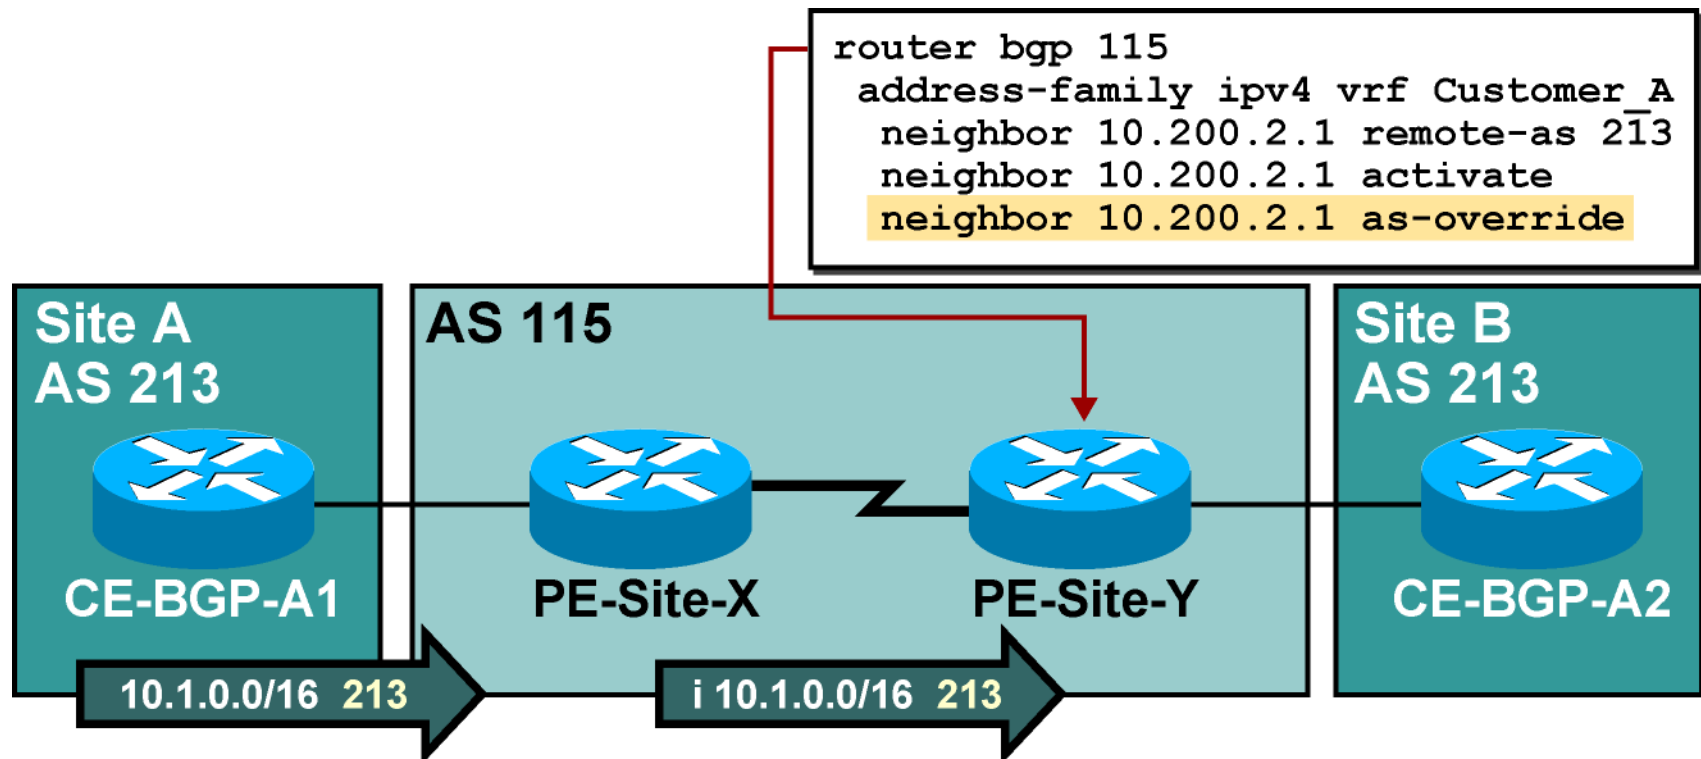 router bgp 115
address-family ipv4 vrf Customer_A
neighbor 10.200.2.1 remote-as 213
neighbor 10.200.2.1 activate
neighbor 10.200.2.1 as-override
Site A
AS 213
AS 115
Site B
AS 213
CE-BGP-A1
PE-Site-X
PE-Site-Y
CE-BGP-A2
10.1.0.0/16 213
i 10.1.0.0/16 213